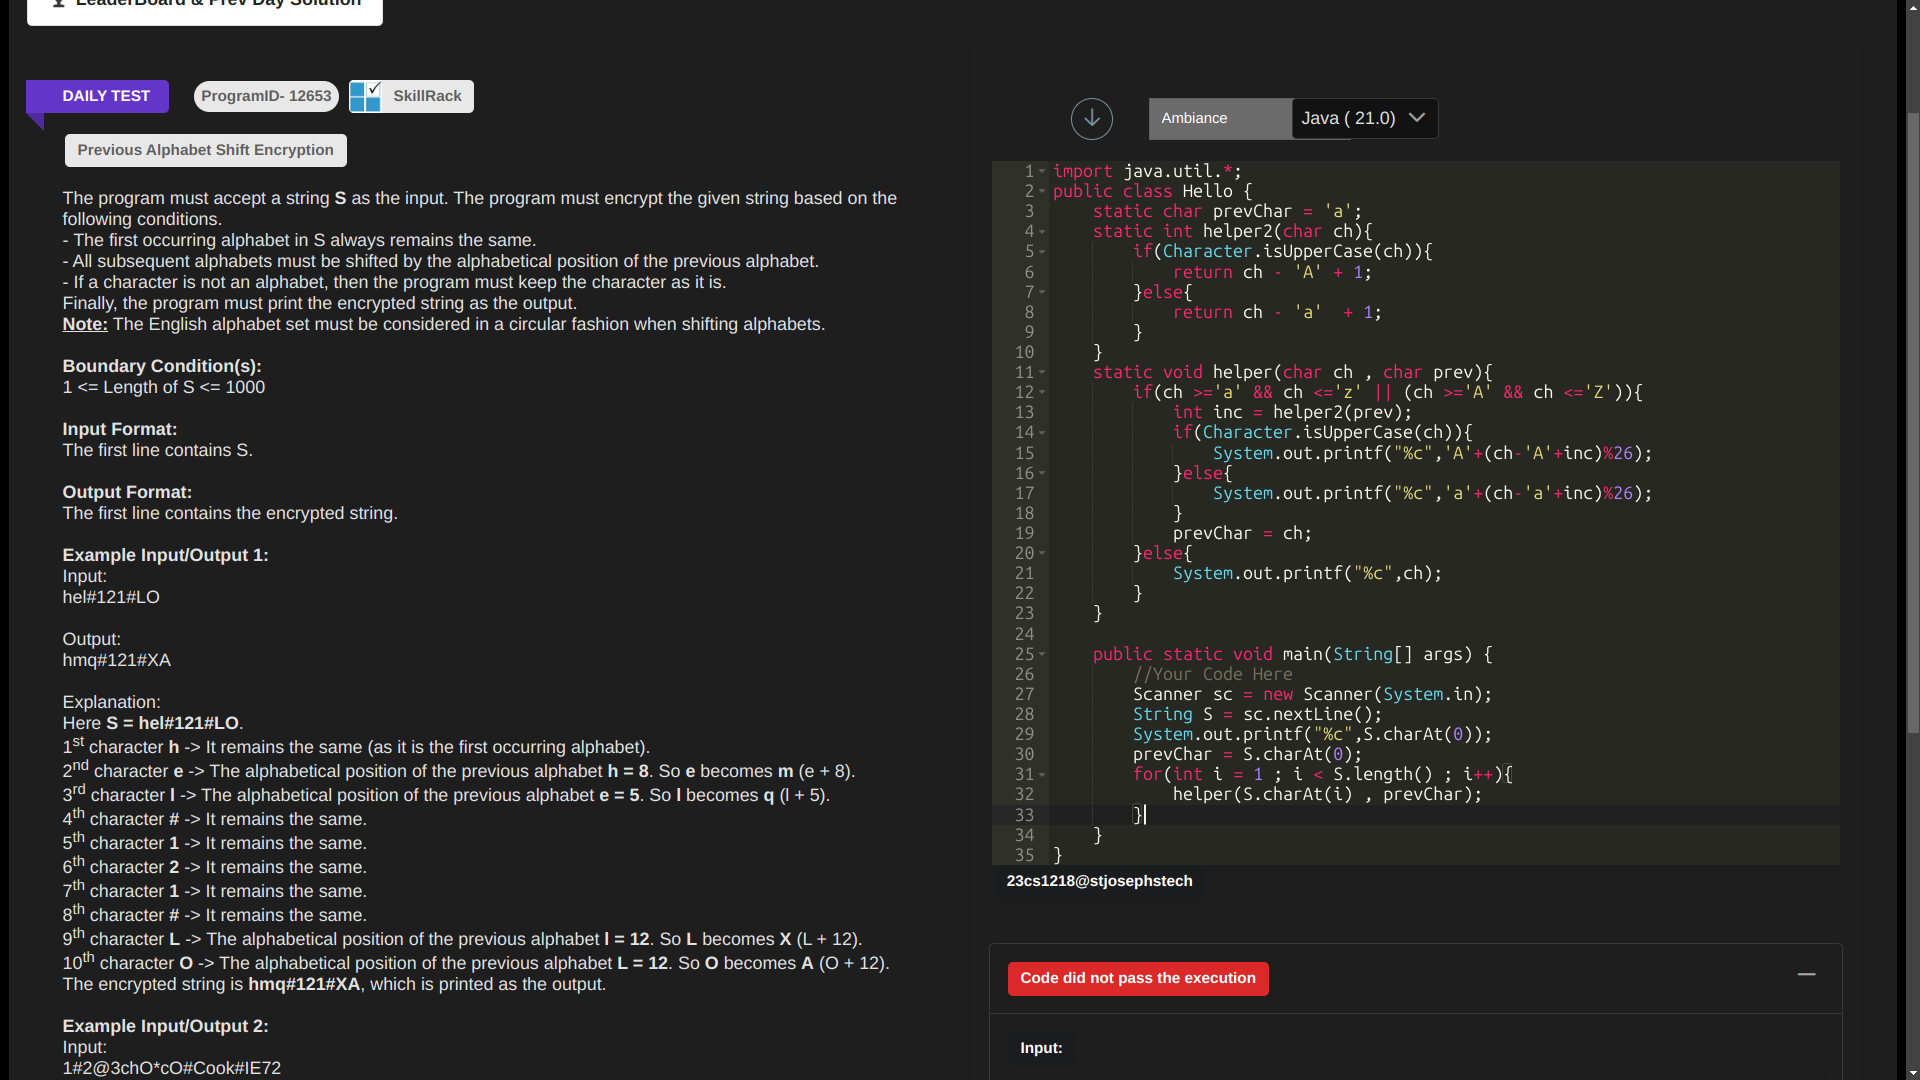 LeaderBoard & Prev Day Solution
DAILY TEST
ProgramID- 12653
SkillRack
Previous Alphabet Shift Encryption
The program must accept a string S as the input. The program must encrypt the given string based on the
following conditions.
- The first occurring alphabet in S always remains the same.
- All subsequent alphabets must be shifted by the alphabetical position of the previous alphabet.
- If a character is not an alphabet, then the program must keep the character as it is.
Finally, the program must print the encrypted string as the output.
Note: The English alphabet set must be considered in a circular fashion when shifting alphabets.
Boundary Condition(s):
1 <= Length of S <= 1000
Input Format:
The first line contains S.
Output Format:
The first line contains the encrypted string.
Example Input/Output 1:
Input:
hel#121#LO
Output:
hmq#121#XA
Explanation:
Here S = hel#121#LO.
1st character h -> It remains the same (as it is the first occurring alphabet).
2nd character e -> The alphabetical position of the previous alphabet h = 8. So e becomes m (e + 8).
3rd character l -> The alphabetical position of the previous alphabet e = 5. So l becomes q (l + 5).
4th character # -> It remains the same.
5th character 1 -> It remains the same.
6th character 2 -> It remains the same.
7th character 1 -> It remains the same.
8th character # -> It remains the same.
9th character L -> The alphabetical position of the previous alphabet l = 12. So L becomes X (L + 12).
10th character O -> The alphabetical position of the previous alphabet L = 12. So O becomes A (O + 12).
The encrypted string is hmq#121#XA, which is printed as the output.
Example Input/Output 2:
Input:
1#2@3chO*cO#Cook#IE72
Ambiance
Java ( 21.0)
1 import java.util.*;
2 public class Hello {
3     static char prevChar = 'a';
4     static int helper2(char ch){
5         if(Character.isUpperCase(ch)){
6             return ch - 'A' + 1;
7         }else{
8             return ch - 'a'  + 1;
9         }
10     }
11     static void helper(char ch , char prev){
12         if(ch >='a' && ch <='z' || (ch >='A' && ch <='Z')){
13             int inc = helper2(prev);
14             if(Character.isUpperCase(ch)){
15                 System.out.printf("%c",'A'+(ch-'A'+inc)%26);
16             }else{
17                 System.out.printf("%c",'a'+(ch-'a'+inc)%26);
18             }
19             prevChar = ch;
20         }else{
21             System.out.printf("%c",ch);
22         }
23     }
24
25     public static void main(String[] args) {
26         //Your Code Here
27         Scanner sc = new Scanner(System.in);
28         String S = sc.nextLine();
29         System.out.printf("%c",S.charAt(0));
30         prevChar = S.charAt(0);
31         for(int i = 1 ; i < S.length() ; i++){
32             helper(S.charAt(i) , prevChar);
33         }
34     }
35 }
23cs1218@stjosephstech
Code did not pass the execution
Input: